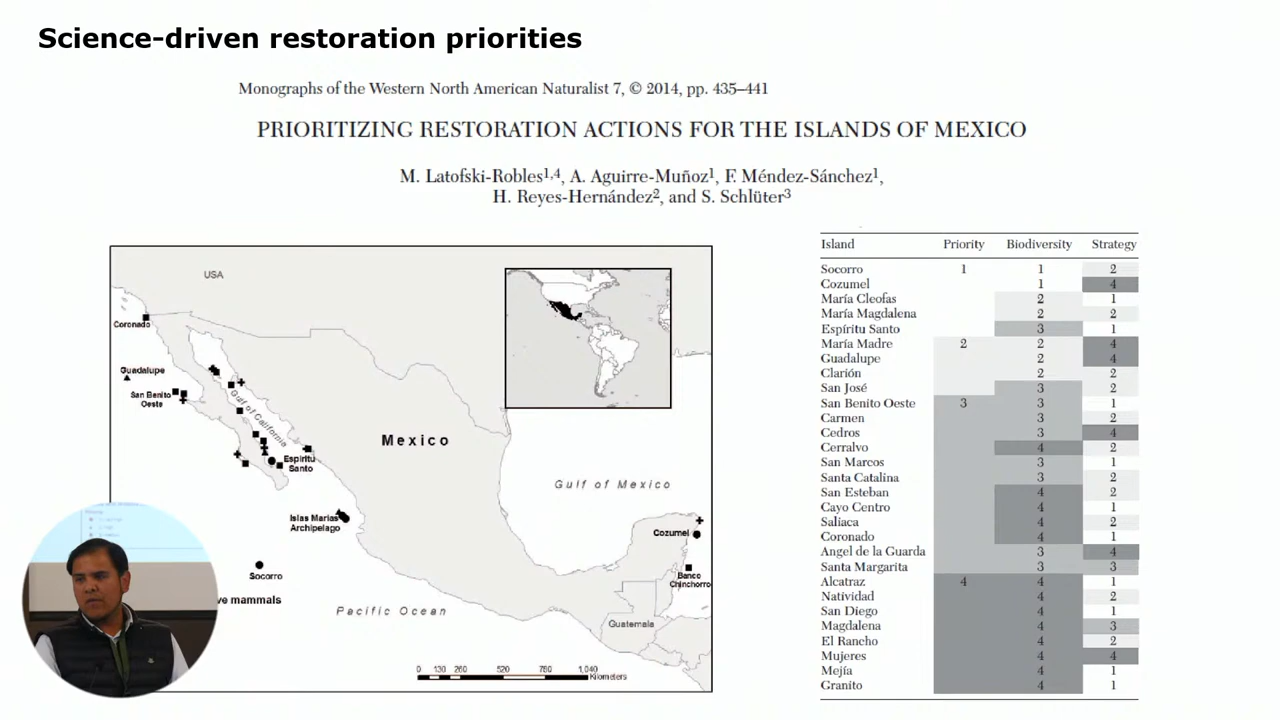 Science-driven restoration priorities
Monographs of the Western North American Naturalist 7, © 2014, pp. 435–441
PRIORITIZING RESTORATION ACTIONS FOR THE ISLANDS OF MEXICO
M. Latofski-Robles1,4, A. Aguirre-Muñoz1, F. Méndez-Sánchez1,
H. Reyes-Hernández2, and S. Schlüter3
USA
Coronado
Guadalupe
San Benito
Oeste
Gulf of California
Espiritu
Santo
Mexico
Gulf of Mexico
Islas Marias
Archipelago
Cozumel
Banco
Chinchorro
Socorro
ve mammals
Pacific Ocean
Guatemala
0 130 260 520 780 1,040
Kilometers
Island Priority Biodiversity Strategy
Socorro 1 1 2
Cozumel 1 4
María Cleofas 2 1
María Magdalena 2 2
Espíritu Santo 3 1
María Madre 2 2 4
Guadalupe 2 4
Clarión 2 2
San José 3 2
San Benito Oeste 3 3 1
Carmen 3 2
Cedros 3 4
Cerralvo 4 2
San Marcos 3 1
Santa Catalina 3 2
San Esteban 4 2
Cayo Centro 4 1
Saliaca 4 2
Coronado 4 1
Angel de la Guarda 3 4
Santa Margarita 3 3
Alcatraz 4 4 1
Natividad 4 2
San Diego 4 1
Magdalena 4 3
El Rancho 4 2
Mujeres 4 4
Mejía 4 1
Granito 4 1